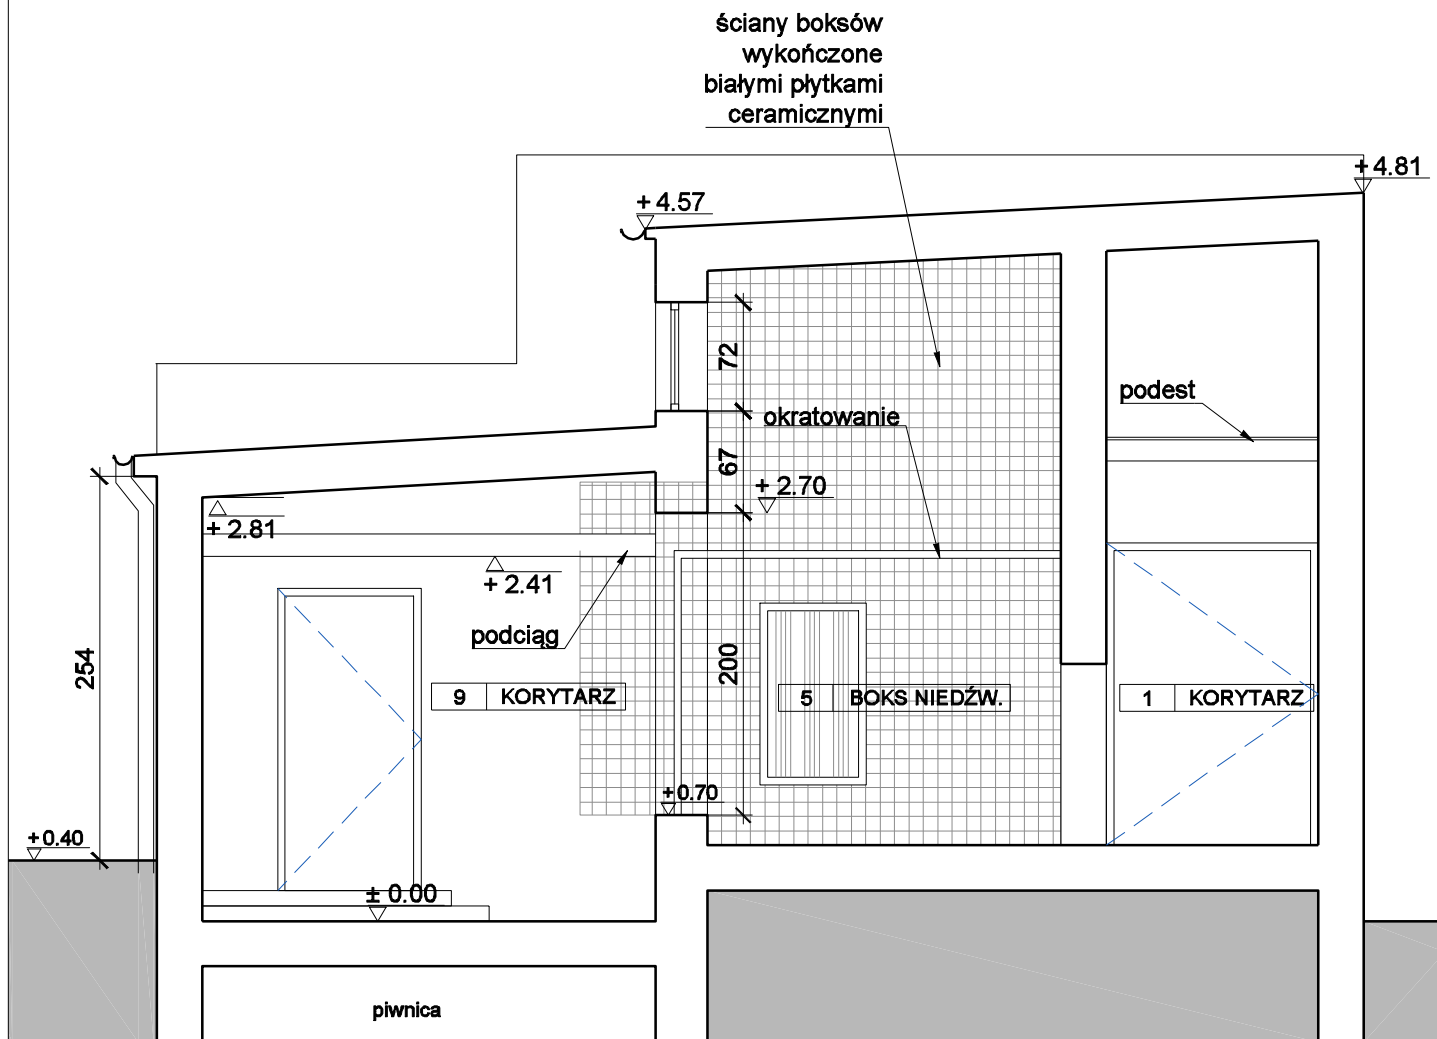 ściany boksów
wykończone
białymi płytkami
ceramicznymi
+ 4.81
+ 4.57
72
podest
okratowanie
67
+ 2.70
+ 2.81
+ 2.41
podciąg
254
200
9 KORYTARZ
5 BOKS NIEDŹW.
1 KORYTARZ
+0.70
+0.40
± 0.00
piwnica